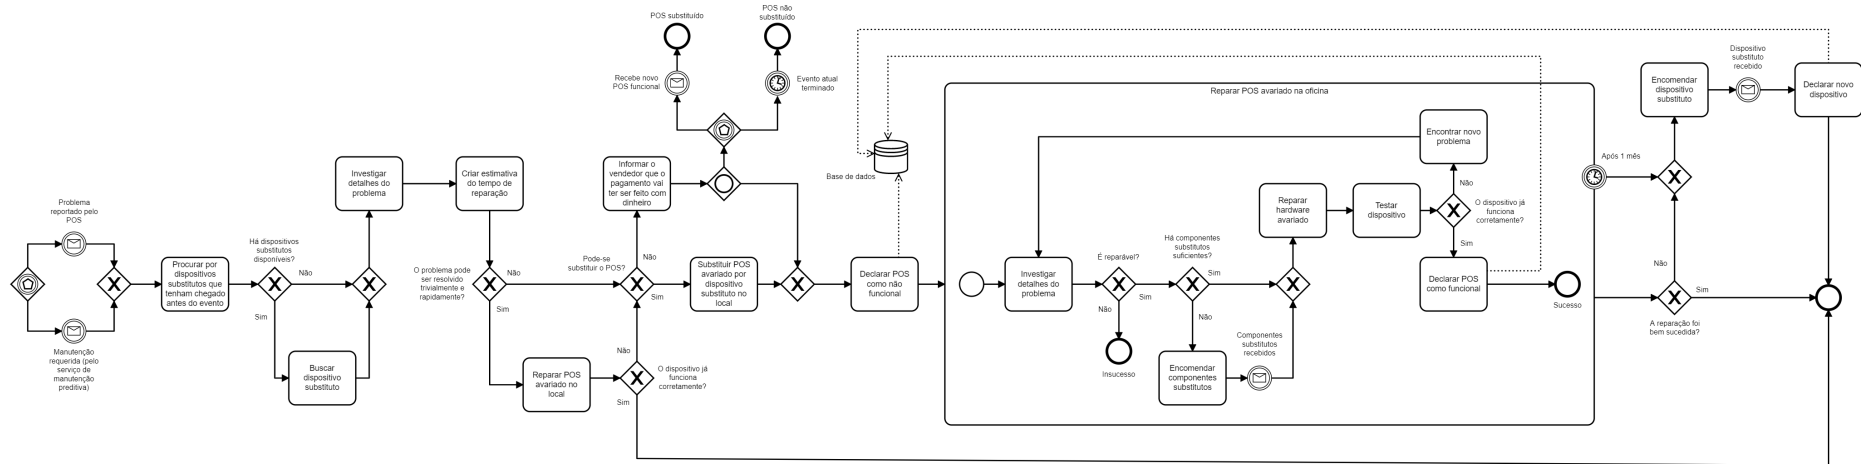 Problema
reportado pelo
POS
Manutenção
requerida (pelo
serviço de
manutenção
preditiva)
Procurar por
dispositivos
substitutos que
tenham chegado
antes do evento
Há dispositivos
substitutos
disponíveis?
Não
Sim
Buscar
dispositivo
substituto
Investigar
detalhes do
problema
Criar estimativa
do tempo de
reparação
O problema pode
ser resolvido
trivialmente e
rapidamente?
Não
Sim
Reparar POS
avariado no
local
O dispositivo já
funciona
corretamente?
Não
Sim
Pode-se
substituir o POS?
Não
Sim
Informar o
vendedor que o
pagamento vai
ter ser feito com
dinheiro
POS substituído
POS não
substituído
Recebe novo
POS funcional
Evento atual
terminado
Substituir POS
avariado por
dispositivo
substituto no
local
Declarar POS
como não
funcional
Base de dados
Reparar POS avariado na oficina
Investigar
detalhes do
problema
É reparável?
Sim
Não
Insucesso
Há componentes
substitutos
suficientes?
Sim
Não
Encomendar
componentes
substitutos
Componentes
substitutos
recebidos
Reparar
hardware
avariado
Testar
dispositivo
Encontrar novo
problema
Não
O dispositivo já
funciona
corretamente?
Sim
Declarar POS
como funcional
Sucesso
Após 1 mês
Encomendar
dispositivo
substituto
Dispositivo
substituto
recebido
Declarar novo
dispositivo
Não
Sim
A reparação foi
bem sucedida?